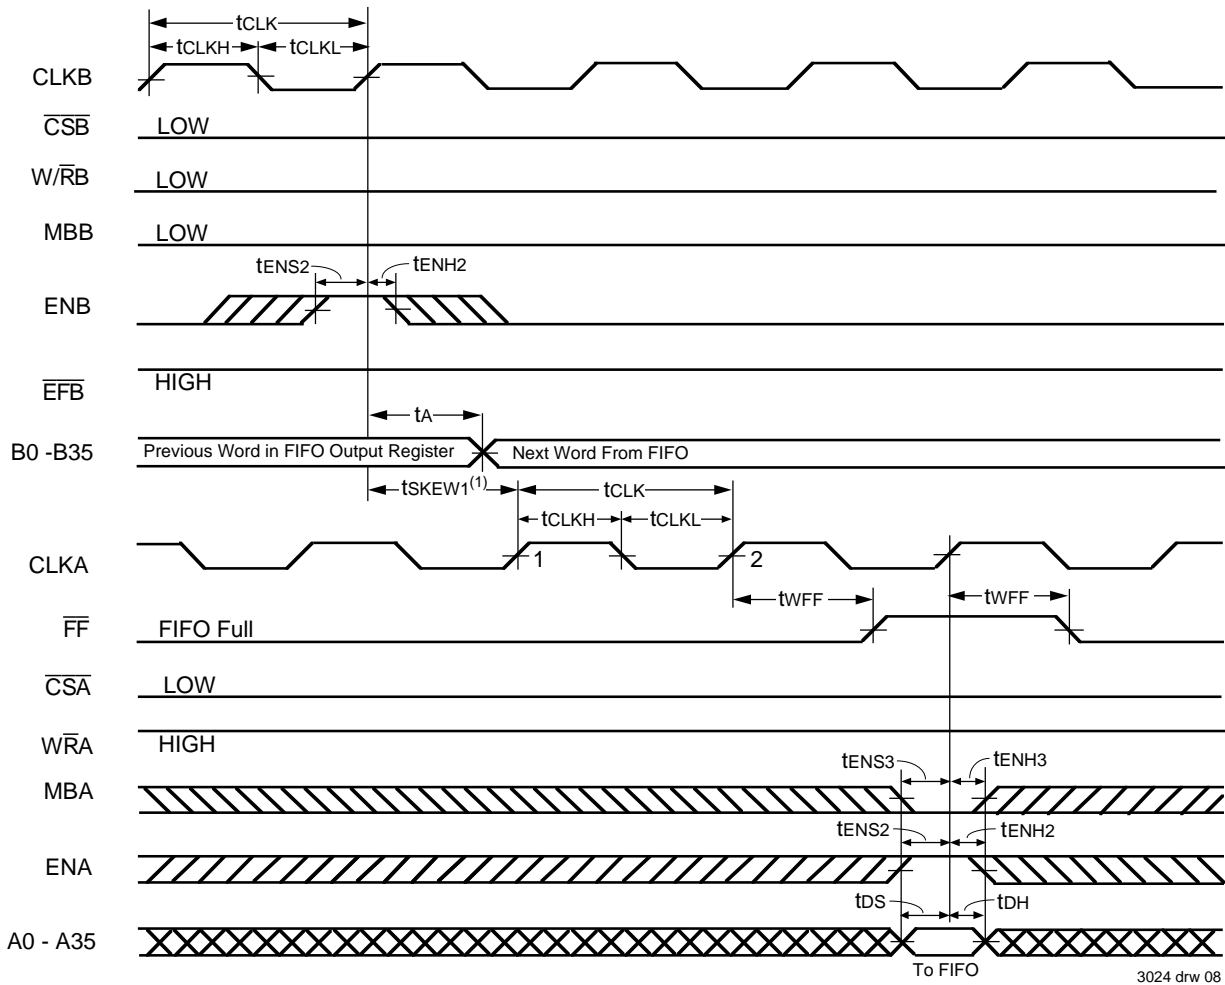 tCLK
tCLKH tCLKL
CLKB
CSB LOW
W/RB LOW
MBB LOW
tENS2 tENH2
ENB
EFB HIGH
tA
B0 -B35 Previous Word in FIFO Output Register Next Word From FIFO
tSKEW1(1) tCLK
tCLKH tCLKL
CLKA 1 2
tWFF tWFF
FF FIFO Full
CSA LOW
WRA HIGH
tENS3 tENH3
MBA
tENS2 tENH2
ENA
tDS tDH
A0 - A35
To FIFO
3024 drw 08